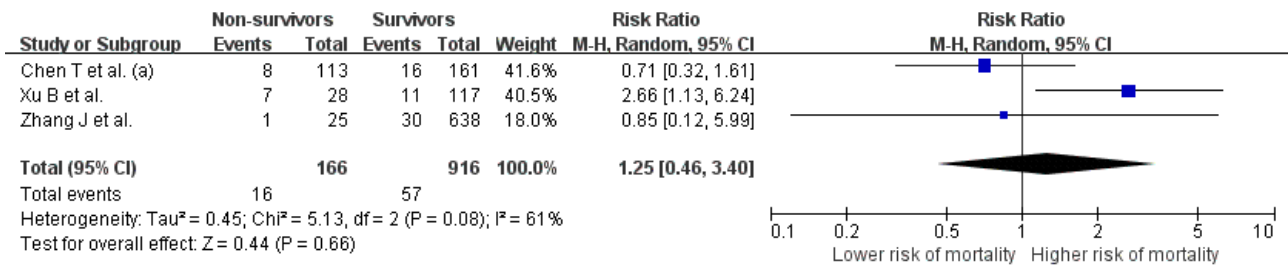 Non-survivors Survivors Risk Ratio Risk Ratio
Study or Subgroup Events Total Events Total Weight M-H, Random, 95% CI M-H, Random, 95% CI
Chen T et al. (a) 8 113 16 161 41.6% 0.71 [0.32, 1.61]
Xu B et al. 7 28 11 117 40.5% 2.66 [1.13, 6.24]
Zhang J et al. 1 25 30 638 18.0% 0.85 [0.12, 5.99]
Total (95% CI) 166 916 100.0% 1.25 [0.46, 3.40]
Total events 16 57
Heterogeneity: Tau² = 0.45; Chi² = 5.13, df = 2 (P = 0.08); I² = 61%
Test for overall effect: Z = 0.44 (P = 0.66)
0.1 0.2 0.5 1 2 5 10
Lower risk of mortality Higher risk of mortality